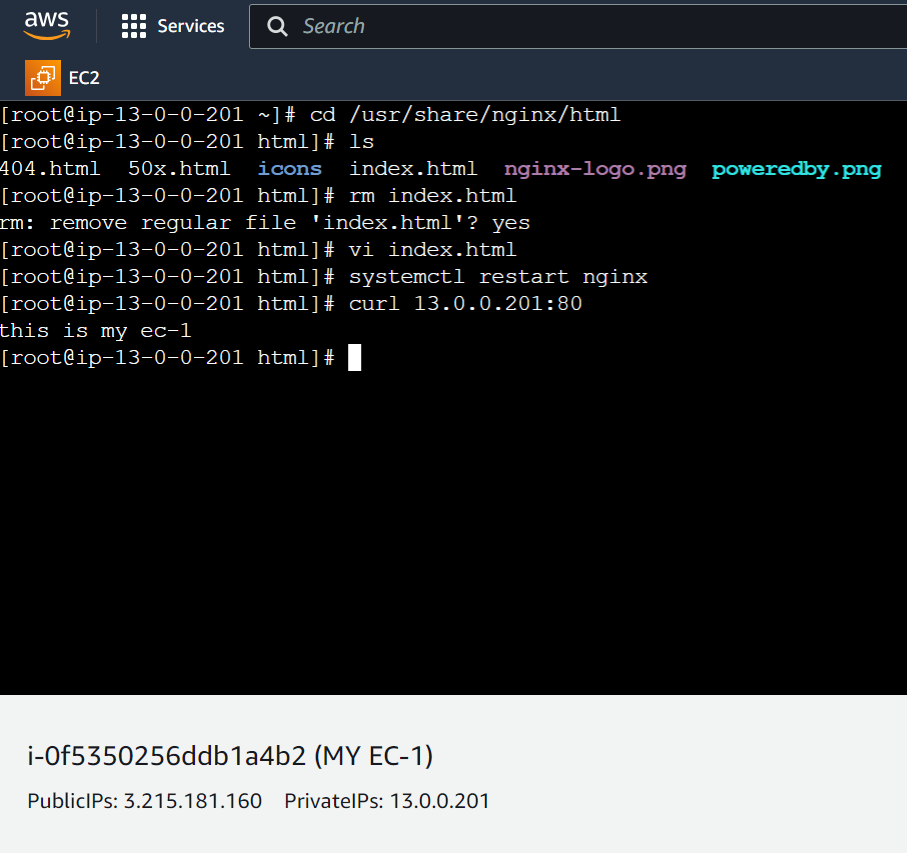 aws Services Search
EC2
[root@ip-13-0-0-201 ~]# cd /usr/share/nginx/html
[root@ip-13-0-0-201 html]# ls
404.html 50x.html icons index.html nginx-logo.png poweredby.png
[root@ip-13-0-0-201 html]# rm index.html
rm: remove regular file 'index.html'? yes
[root@ip-13-0-0-201 html]# vi index.html
[root@ip-13-0-0-201 html]# systemctl restart nginx
[root@ip-13-0-0-201 html]# curl 13.0.0.201:80
this is my ec-1
[root@ip-13-0-0-201 html]#
i-0f5350256ddb1a4b2 (MY EC-1)
PublicIPs: 3.215.181.160 PrivateIPs: 13.0.0.201